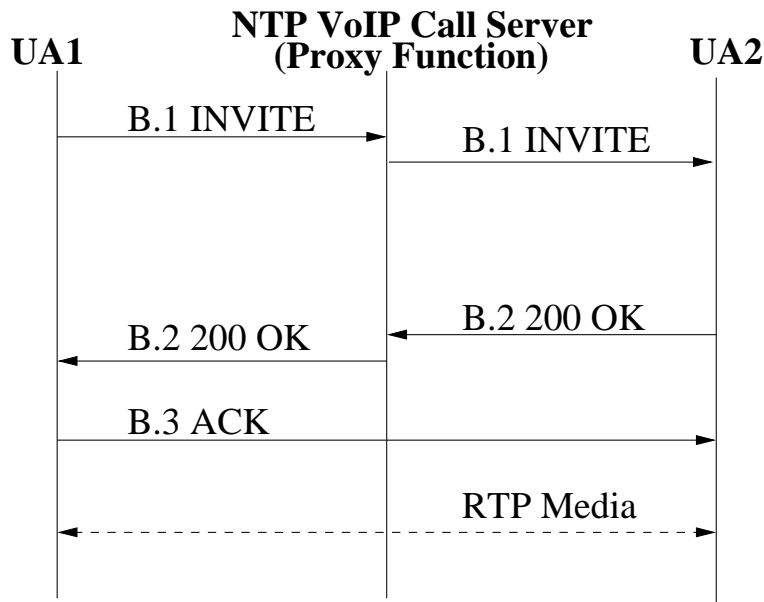 NTP VoIP Call Server
UA1
(Proxy Function)
UA2
B.1 INVITE
B.1 INVITE
B.2 200 OK
B.2 200 OK
B.3 ACK
RTP Media